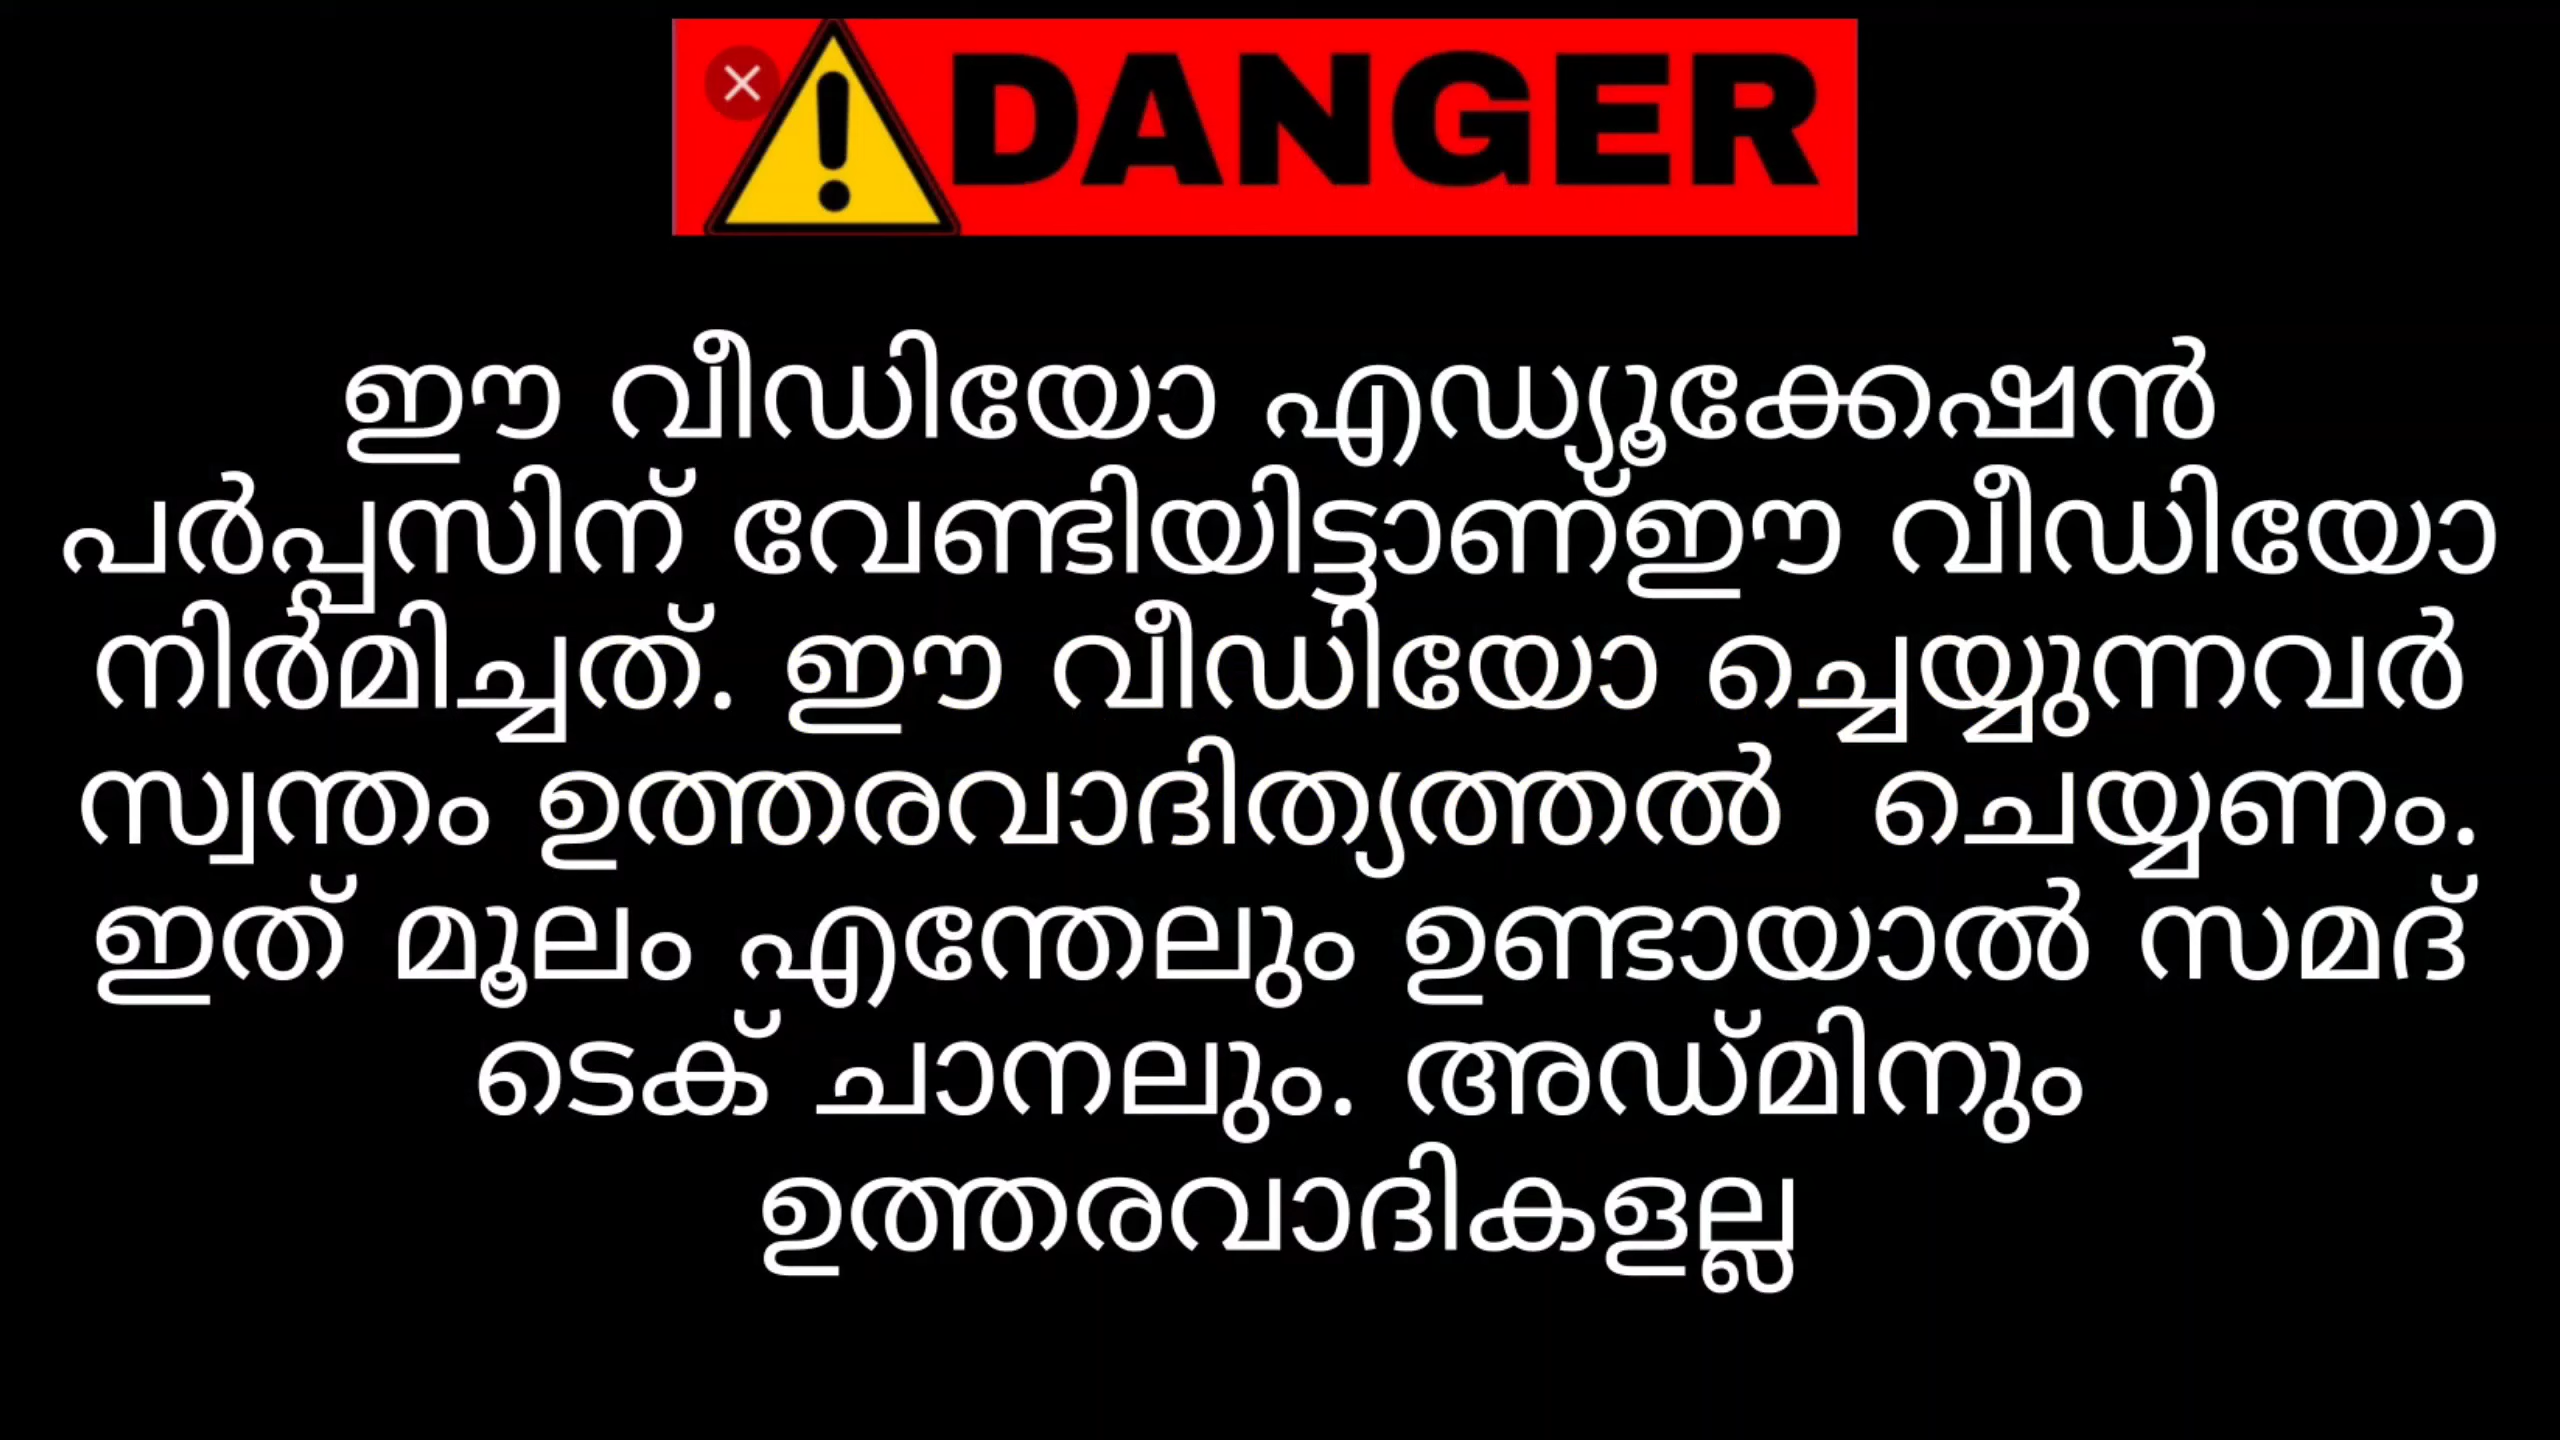 DANGER
ഈ വീഡിയോ എഡ്യൂക്കേഷൻ
പർപ്പസിന് വേണ്ടിയിട്ടാണ്ഈ വീഡിയോ
നിർമിച്ചത്. ഈ വീഡിയോ ച്ചെയ്യുന്നവർ
സ്വന്തം ഉത്തരവാദിത്യത്തൽ  ചെയ്യണം.
ഇത് മൂലം എന്തേലും ഉണ്ടായാൽ സമദ്
ടെക് ചാനലും. അഡ്മിനും
ഉത്തരവാദികളല്ല